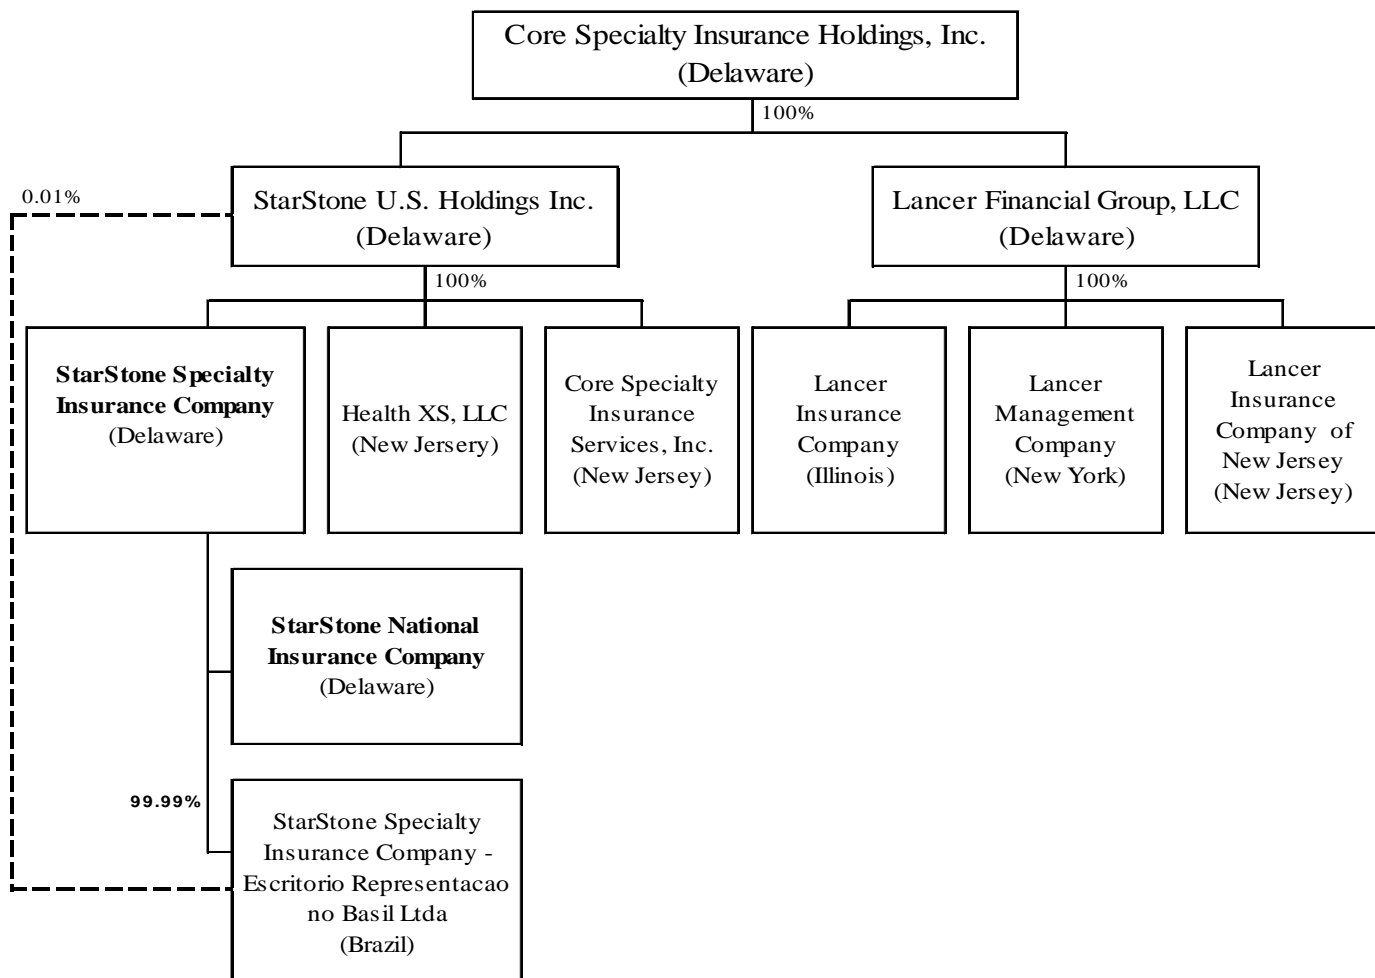 Core Specialty Insurance Holdings, Inc.
(Delaware)
100%
0.01%
StarStone U.S. Holdings Inc.
(Delaware)
Lancer Financial Group, LLC
(Delaware)
100%
100%
StarStone Specialty
Insurance Company
(Delaware)
Health XS, LLC
(New Jersery)
Core Specialty
Insurance
Services, Inc.
(New Jersey)
Lancer
Insurance
Company
(Illinois)
Lancer
Management
Company
(New York)
Lancer
Insurance
Company of
New Jersey
(New Jersey)
StarStone National
Insurance Company
(Delaware)
99.99%
StarStone Specialty
Insurance Company -
Escritorio Representacao
no Basil Ltda
(Brazil)